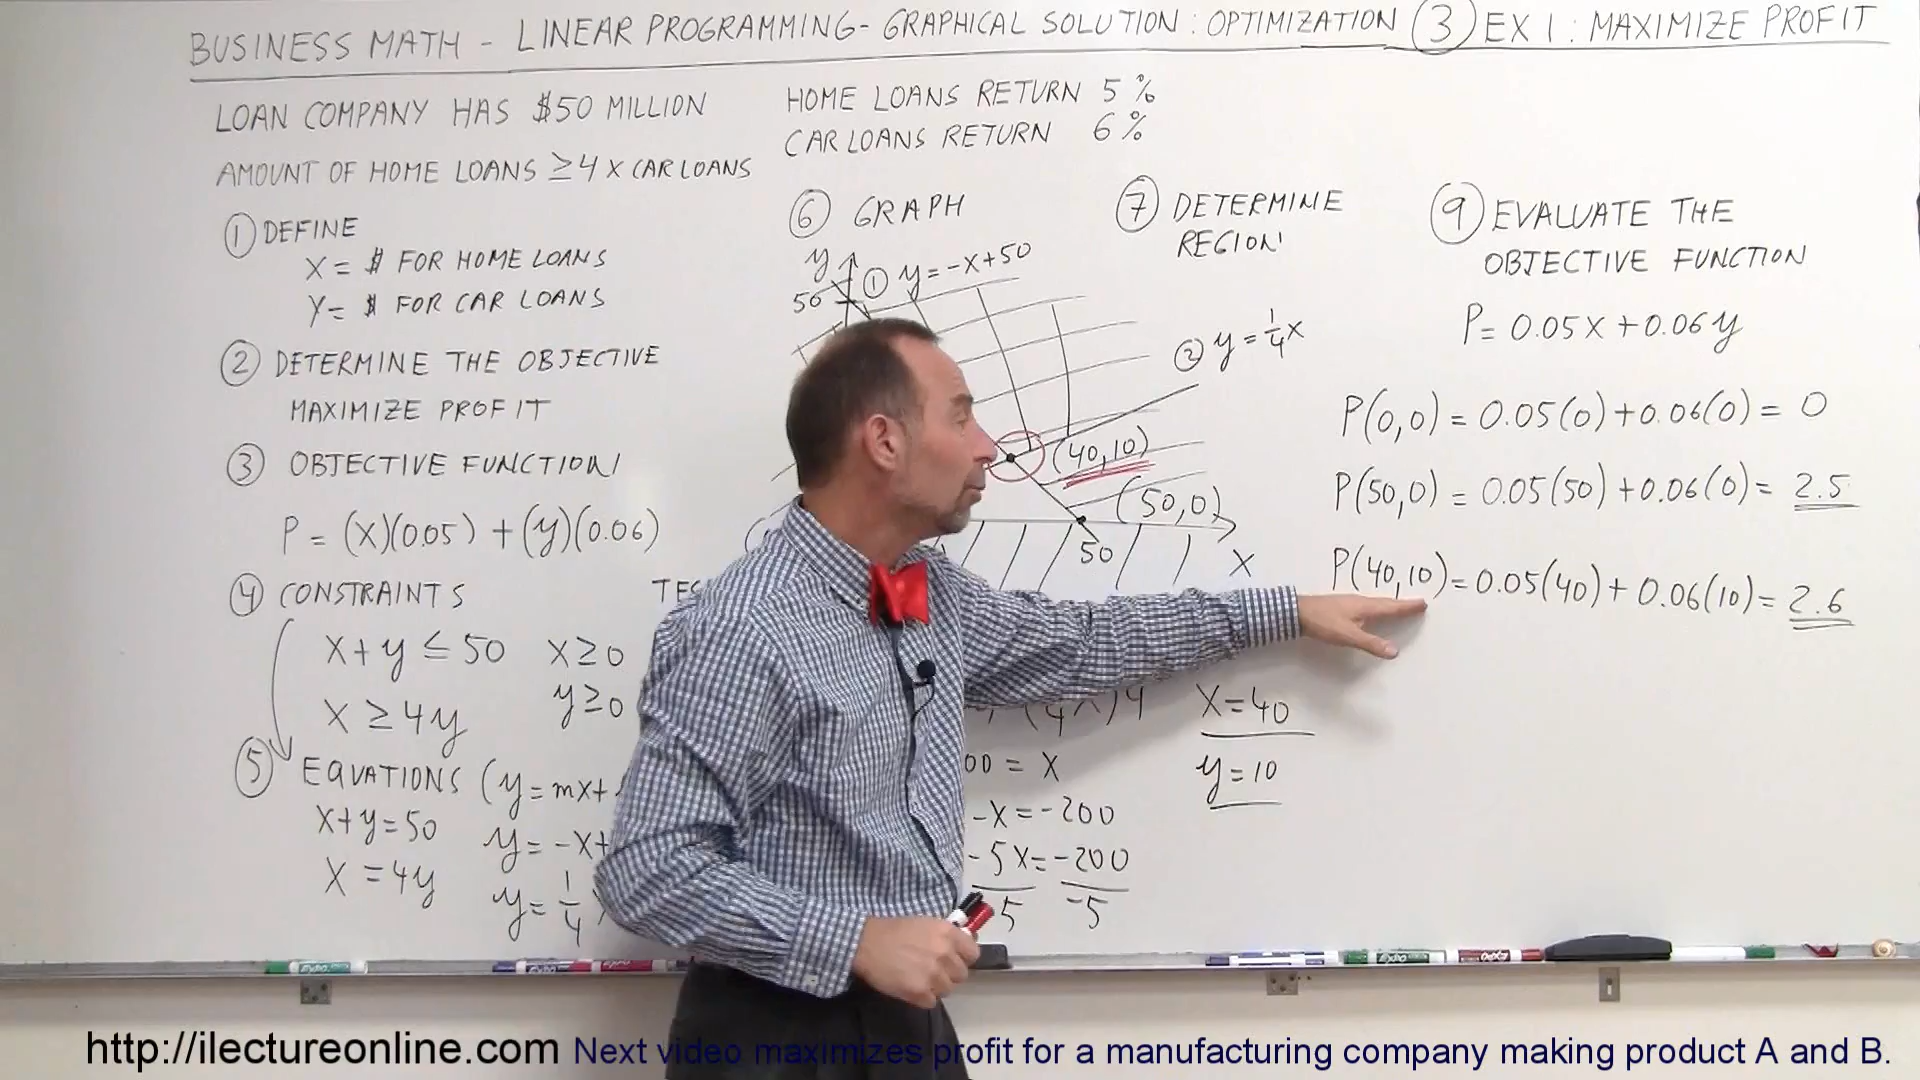 BUSINESS MATH - LINEAR PROGRAMMING - GRAPHICAL SOLUTION: OPTIMIZATION ③ EX 1: MAXIMIZE PROFIT
LOAN COMPANY HAS $50 MILLION
AMOUNT OF HOME LOANS ≥ 4 X CAR LOANS
HOME LOANS RETURN 5%
CAR LOANS RETURN 6%
① DEFINE
X = $ FOR HOME LOANS
Y = $ FOR CAR LOANS
② DETERMINE THE OBJECTIVE
MAXIMIZE PROFIT
③ OBJECTIVE FUNCTION
P = (x)(0.05) + (y)(0.06)
④ CONSTRAINTS
x+y ≤ 50 x ≥ 0
x ≥ 4y y ≥ 0
⑤ EQUATIONS (y=mx+
x+y=50
x=4y
y=-x+
y=1/4
⑥ GRAPH
y
50
① y=-x+50
② y=1/4x
(40,10)
(50,0)
50
X
⑦ DETERMINE
REGION
= X
-x=-200
-5x=-200
-5
x=40
y=10
⑨ EVALUATE THE
OBJECTIVE FUNCTION
P=0.05x+0.06y
P(0,0)=0.05(0)+0.06(0)=0
P(50,0)=0.05(50)+0.06(0)=2.5
P(40,10)=0.05(40)+0.06(10)=2.6
EXPO
EXPO
EXPO
http://ilectureonline.com Next video maximizes profit for a manufacturing company making product A and B.